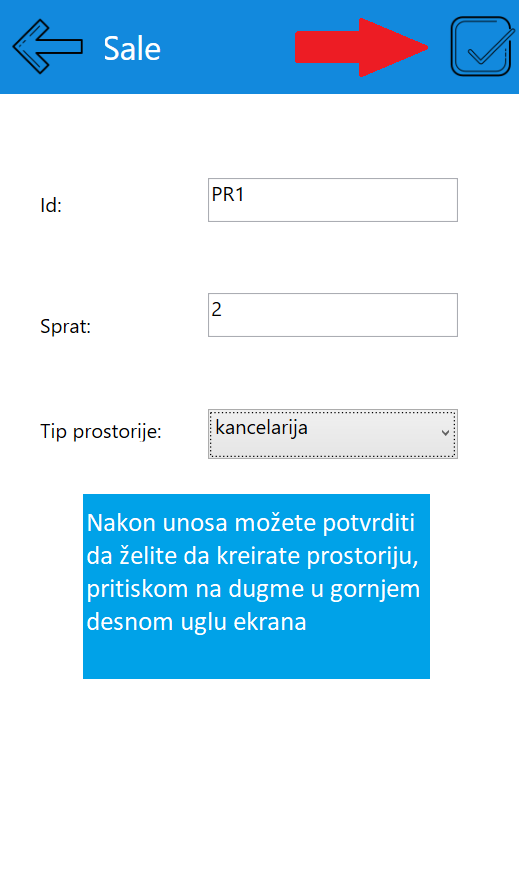 Sale
Id:
PR1
Sprat:
2
Tip prostorije:
kancelarija
Nakon unosa možete potvrditi
da želite da kreirate prostoriju,
pritiskom na dugme u gornjem
desnom uglu ekrana